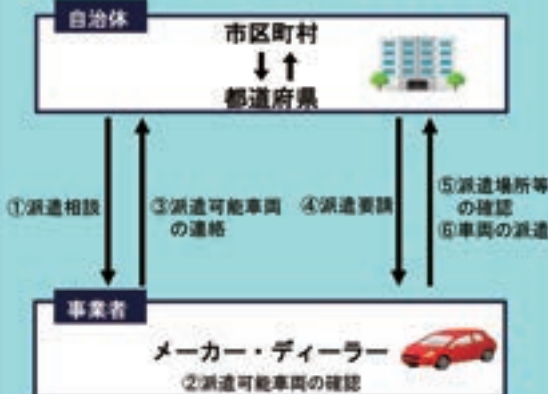 自治体
市区町村
↓↑
都道府県
①派遣相談
③派遣可能車両
の連絡
④派遣要請
⑤派遣場所等
の確認
⑥車両の派遣
事業者
メーカー・ディーラー
②派遣可能車両の確認